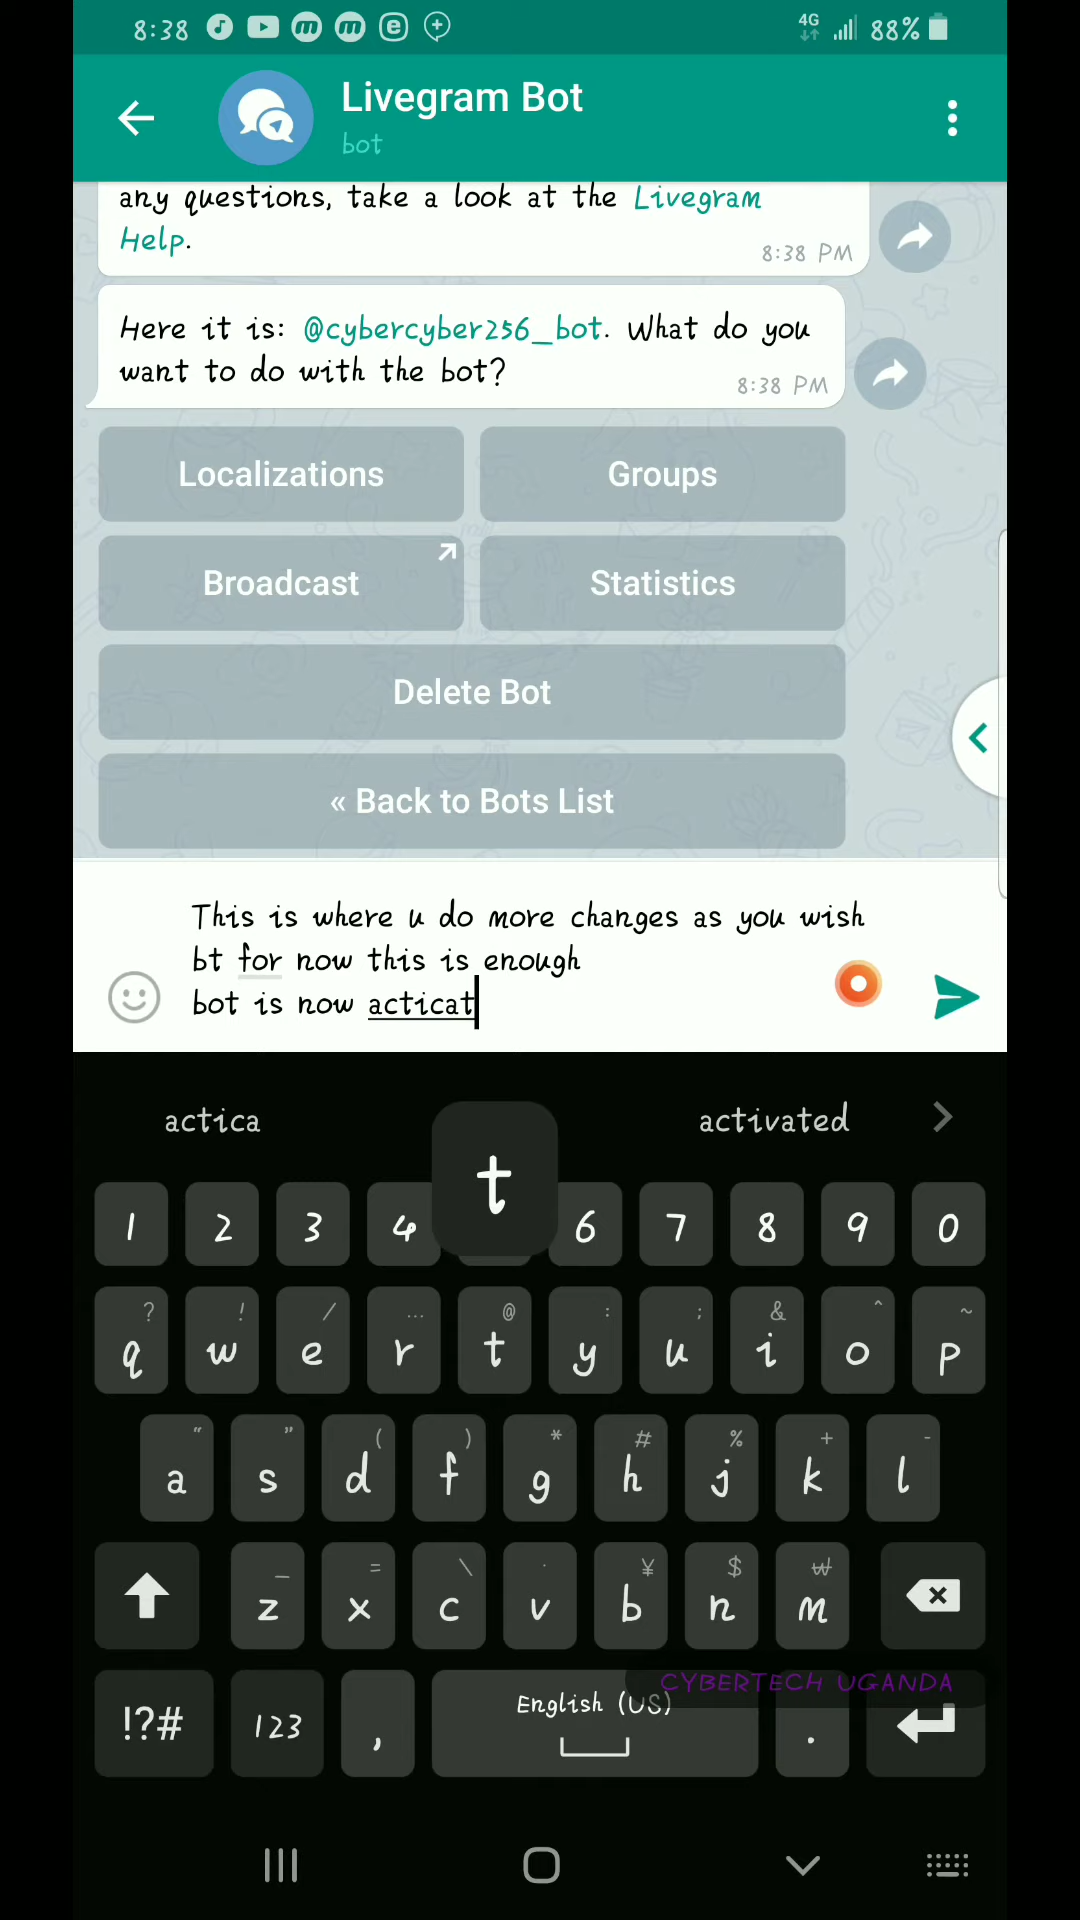 8:38
4G
88%
Livegram Bot
bot
any questions, take a look at the Livegram
Help.
8:38 PM
Here it is: @cybercyber256_bot. What do you
want to do with the bot?
8:38 PM
Localizations Groups
Broadcast Statistics
Delete Bot
« Back to Bots List
This is where u do more changes as you wish
bt for now this is enough
bot is now acticat
actica activated
t
1 2 3 4 6 7 8 9 0
? ! / ... @ : ; & ^ ~
q w e r t y u i o p
" " ( ) * # % + -
a s d f g h j k l
_ = \ · ¥ $ ₩
z x c v b n m
CYBERTECH UGANDA
!?# 123 , English (US) .